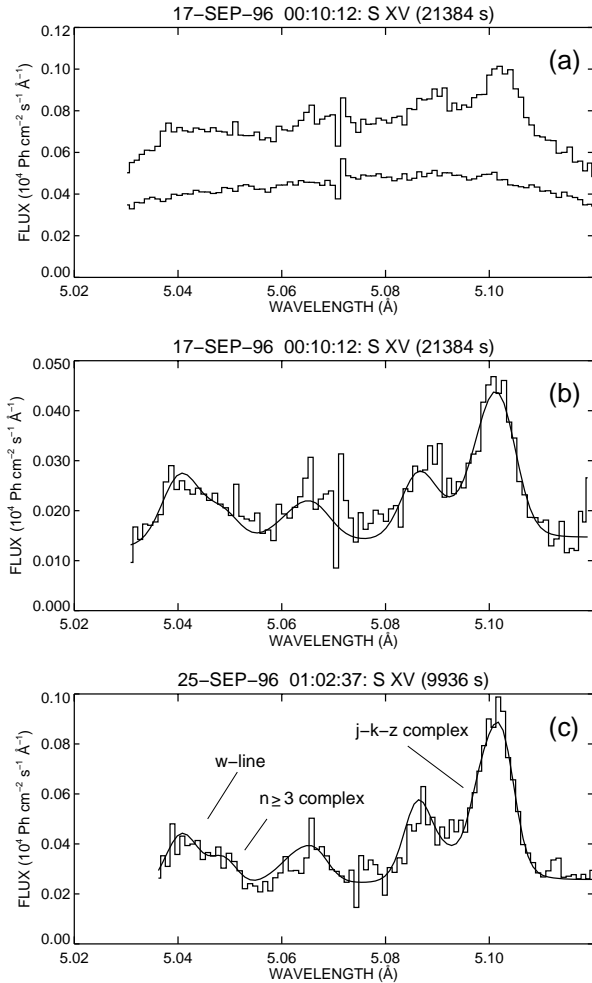 17−SEP−96 00:10:12: S XV (21384 s)
(a)
FLUX (10⁴ Ph cm⁻² s⁻¹ Å⁻¹)
0.12
0.10
0.08
0.06
0.04
0.02
0.00
5.02 5.04 5.06 5.08 5.10
WAVELENGTH (Å)
17−SEP−96 00:10:12: S XV (21384 s)
(b)
FLUX (10⁴ Ph cm⁻² s⁻¹ Å⁻¹)
0.050
0.040
0.030
0.020
0.010
0.000
5.02 5.04 5.06 5.08 5.10
WAVELENGTH (Å)
25−SEP−96 01:02:37: S XV (9936 s)
(c)
j−k−z complex
w−line
n ≥ 3 complex
FLUX (10⁴ Ph cm⁻² s⁻¹ Å⁻¹)
0.10
0.08
0.06
0.04
0.02
0.00
5.02 5.04 5.06 5.08 5.10
WAVELENGTH (Å)